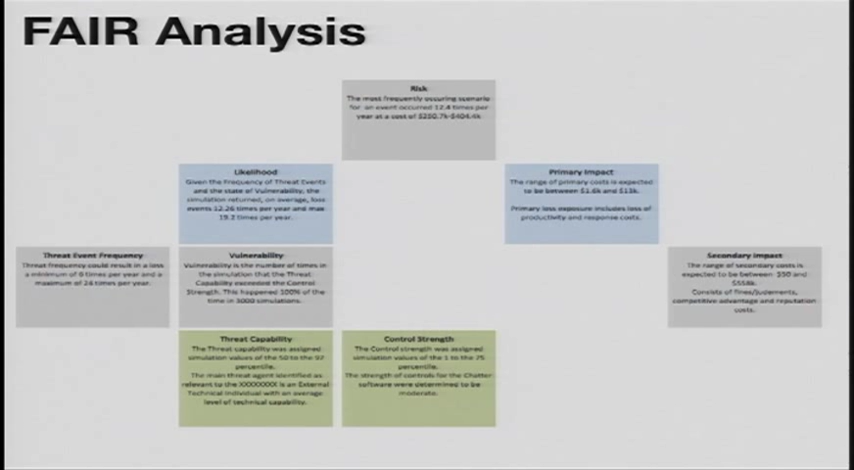 FAIR Analysis
Risk
The most frequently occuring scenario
for an event occurred 12.4 times per
year at a cost of $250.7k-$404.4k
Likelihood
Given the Frequency of Threat Events
and the state of Vulnerability, the
simulation returned, on average, loss
events 12.26 times per year and max
19.2 times per year.
Primary Impact
The range of primary costs is expected
to be between $1.6k and $15k.
Primary loss exposure includes loss of
productivity and response costs.
Threat Event Frequency
Threat frequency could result in a loss
a minimum of 6 times per year and a
maximum of 24 times per year.
Vulnerability
Vulnerability is the number of times in
the simulation that the Threat
Capability exceeded the Control
Strength. This happened 100% of the
time in 3000 simulations.
Secondary Impact
The range of secondary costs is
expected to be between $50 and
Consists of fines/judements,
competitive advantage and reputation
costs.
Threat Capability
The Threat capability was assigned
simulation values of the 50 to the 97
percentile.
The main threat agent identified as
relevant to the XXXXXXXX is an External
Technical Individual with an average
level of technical capability.
Control Strength
The Control strength was assigned
simulation values of the 1 to the 75
percentile.
The strength of controls for the Chatter
software were determined to be
moderate.